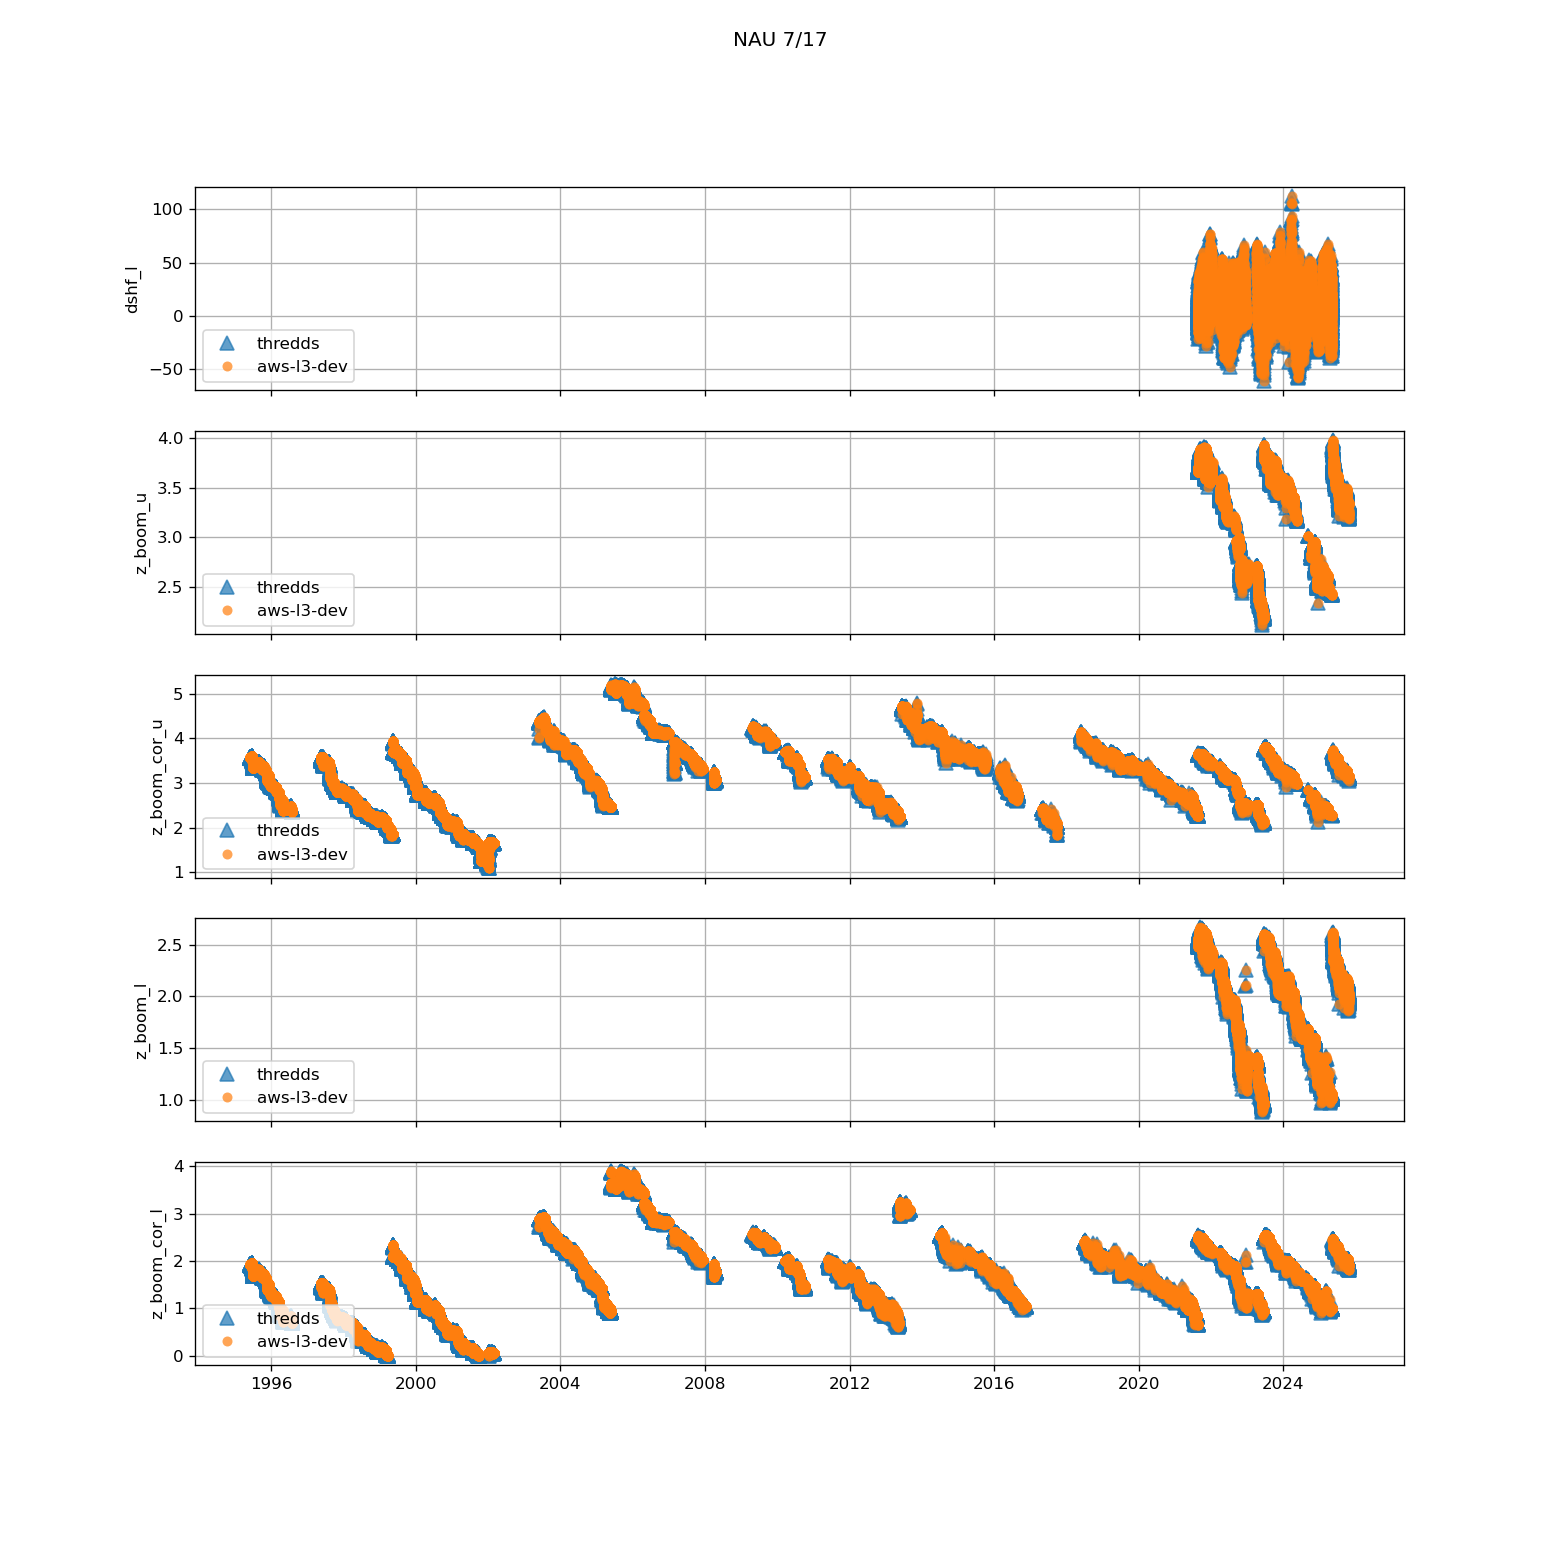 NAU 7/17
dshf_l
100
50
0
−50
thredds
aws-l3-dev
z_boom_u
4.0
3.5
3.0
2.5
thredds
aws-l3-dev
z_boom_cor_u
5
4
3
2
1
thredds
aws-l3-dev
z_boom_l
2.5
2.0
1.5
1.0
thredds
aws-l3-dev
z_boom_cor_l
4
3
2
1
0
thredds
aws-l3-dev
1996 2000 2004 2008 2012 2016 2020 2024